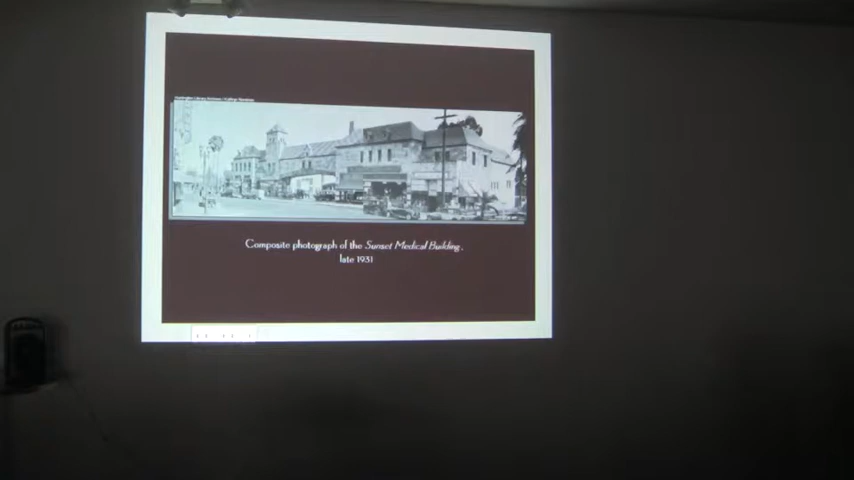 Composite photograph of the Sunset Medical Building,
late 1931